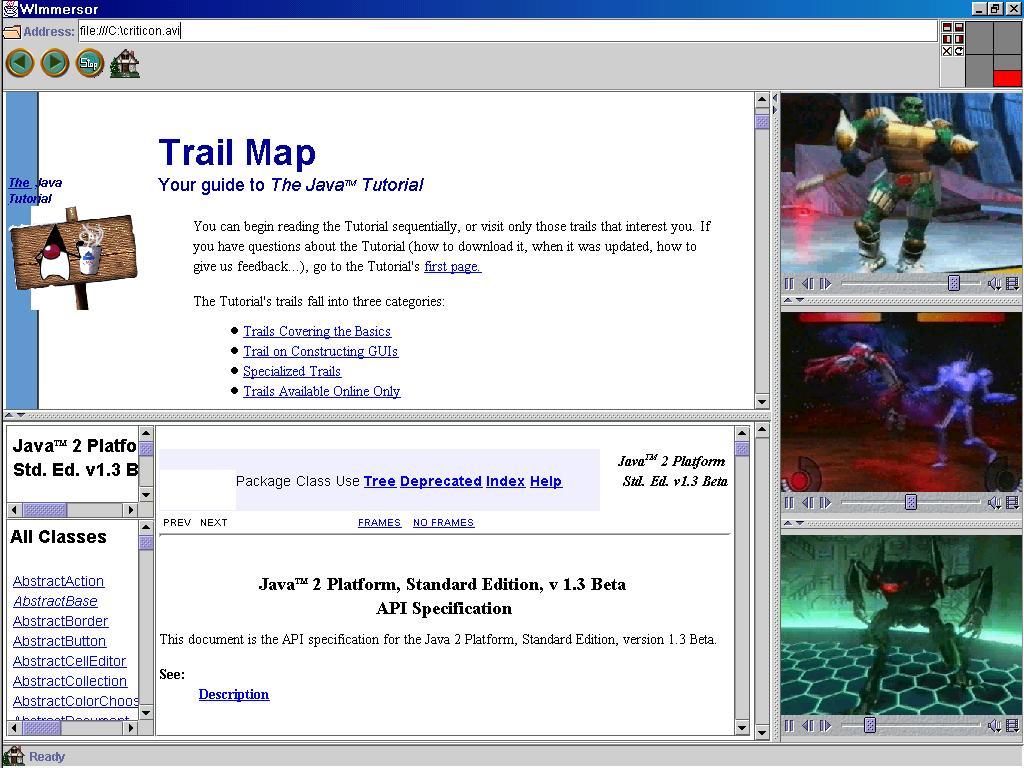 WImmersor
Address: file:///C:\criticon.avi
Stop
Trail Map
Your guide to The Java™ Tutorial
The Java
Tutorial
You can begin reading the Tutorial sequentially, or visit only those trails that interest you. If
you have questions about the Tutorial (how to download it, when it was updated, how to
give us feedback...), go to the Tutorial's first page.
The Tutorial's trails fall into three categories:
Trails Covering the Basics
Trail on Constructing GUIs
Specialized Trails
Trails Available Online Only
Java™ 2 Platfo
Std. Ed. v1.3 B
All Classes
AbstractAction
AbstractBase
AbstractBorder
AbstractButton
AbstractCellEditor
AbstractCollection
AbstractColorChoos
AbstractDocument
Package Class Use Tree Deprecated Index Help
Java™ 2 Platform
Std. Ed. v1.3 Beta
PREV NEXT
FRAMES NO FRAMES
Java™ 2 Platform, Standard Edition, v 1.3 Beta
API Specification
This document is the API specification for the Java 2 Platform, Standard Edition, version 1.3 Beta.
See:
Description
Ready